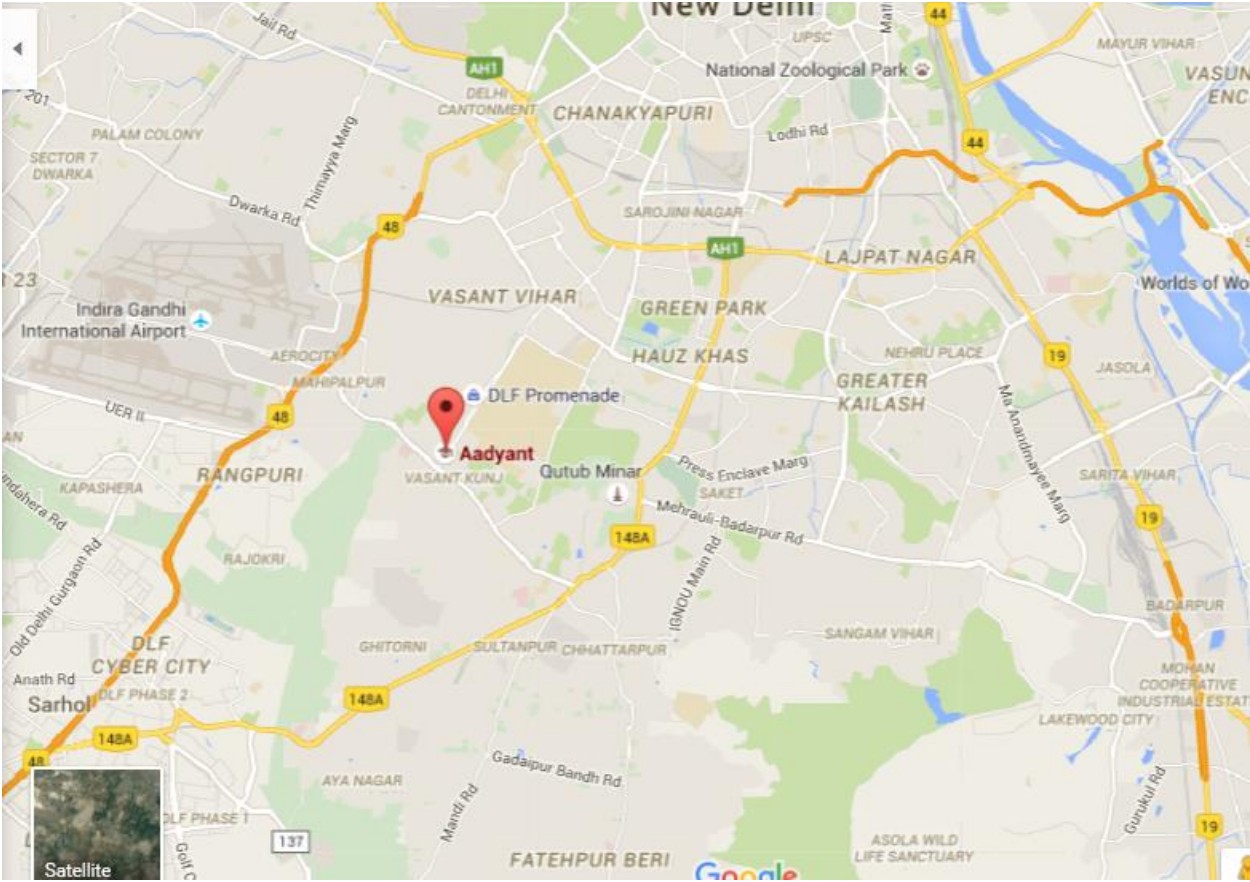 New Delhi
44
Jail Rd
UPSC
MAYUR VIHAR
AH1
National Zoological Park
201
DELHI
CANTONMENT
CHANAKYAPURI
PALAM COLONY
Lodhi Rd
44
SECTOR 7
DWARKA
Thimayya Marg
Dwarka Rd
48
SAROJINI NAGAR
AH1
LAJPAT NAGAR
23
VASANT VIHAR
Worlds of Wo
Indira Gandhi
International Airport
GREEN PARK
AEROCITY
HAUZ KHAS
NEHRU PLACE
19
JASOLA
MAHIPALPUR
GREATER
KAILASH
DLF Promenade
UER II
48
Ma Anandmayee Marg
Aadyant
VASANT KUNJ
Qutub Minar
Press Enclave Marg
RANGPURI
SAKET
SARITA VIHAR
KAPASHERA
Mehrauli-Badarpur Rd
19
148A
RAJOKRI
Old Delhi Gurgaon Rd
IGNOU Main Rd
BADARPUR
DLF
CYBER CITY
GHITORNI
SULTANPUR
CHHATTARPUR
SANGAM VIHAR
Anath Rd
DLF PHASE 2
Sarhol
MOHAN
COOPERATIVE
INDUSTRIAL ESTAT
148A
LAKEWOOD CITY
148A
48
Gadaipur Bandh Rd
AYA NAGAR
Mandi Rd
Gurukul Rd
DLF PHASE 1
137
19
ASOLA WILD
LIFE SANCTUARY
FATEHPUR BERI
Satellite
Google